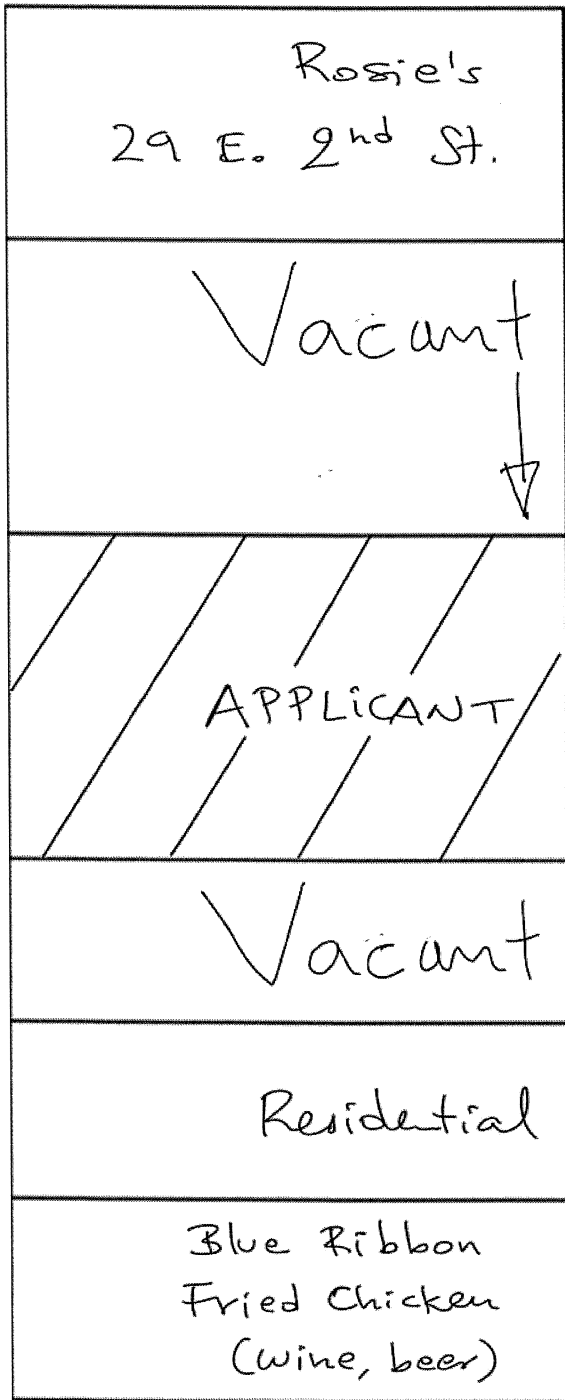 Rosie's
29 E. 2nd St.
Vacant
APPLiCANT
Vacant
Residential
Blue Ribbon
Fried Chicken
(wine, beer)